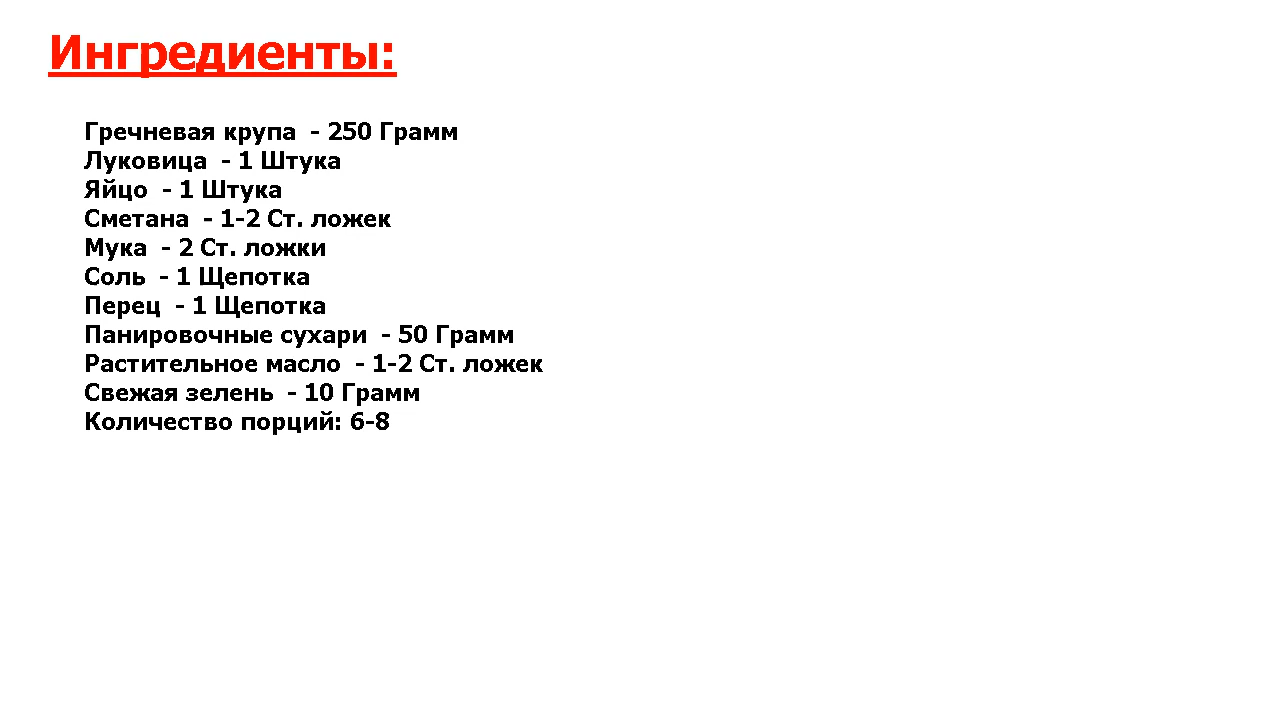 Ингредиенты:
Гречневая крупа  - 250 Грамм
Луковица  - 1 Штука
Яйцо  - 1 Штука
Сметана  - 1-2 Ст. ложек
Мука  - 2 Ст. ложки
Соль  - 1 Щепотка
Перец  - 1 Щепотка
Панировочные сухари  - 50 Грамм
Растительное масло  - 1-2 Ст. ложек
Свежая зелень  - 10 Грамм
Количество порций: 6-8